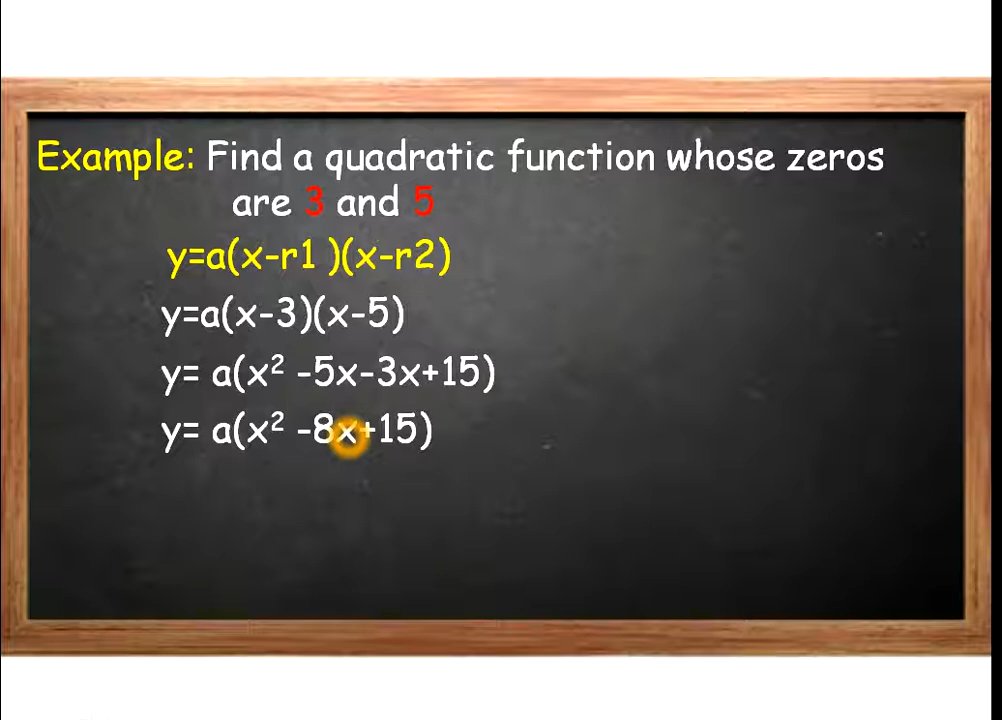 Example: Find a quadratic function whose zeros
are 3 and 5
y=a(x-r1 )(x-r2)
y=a(x-3)(x-5)
y= a(x² -5x-3x+15)
y= a(x² -8x+15)